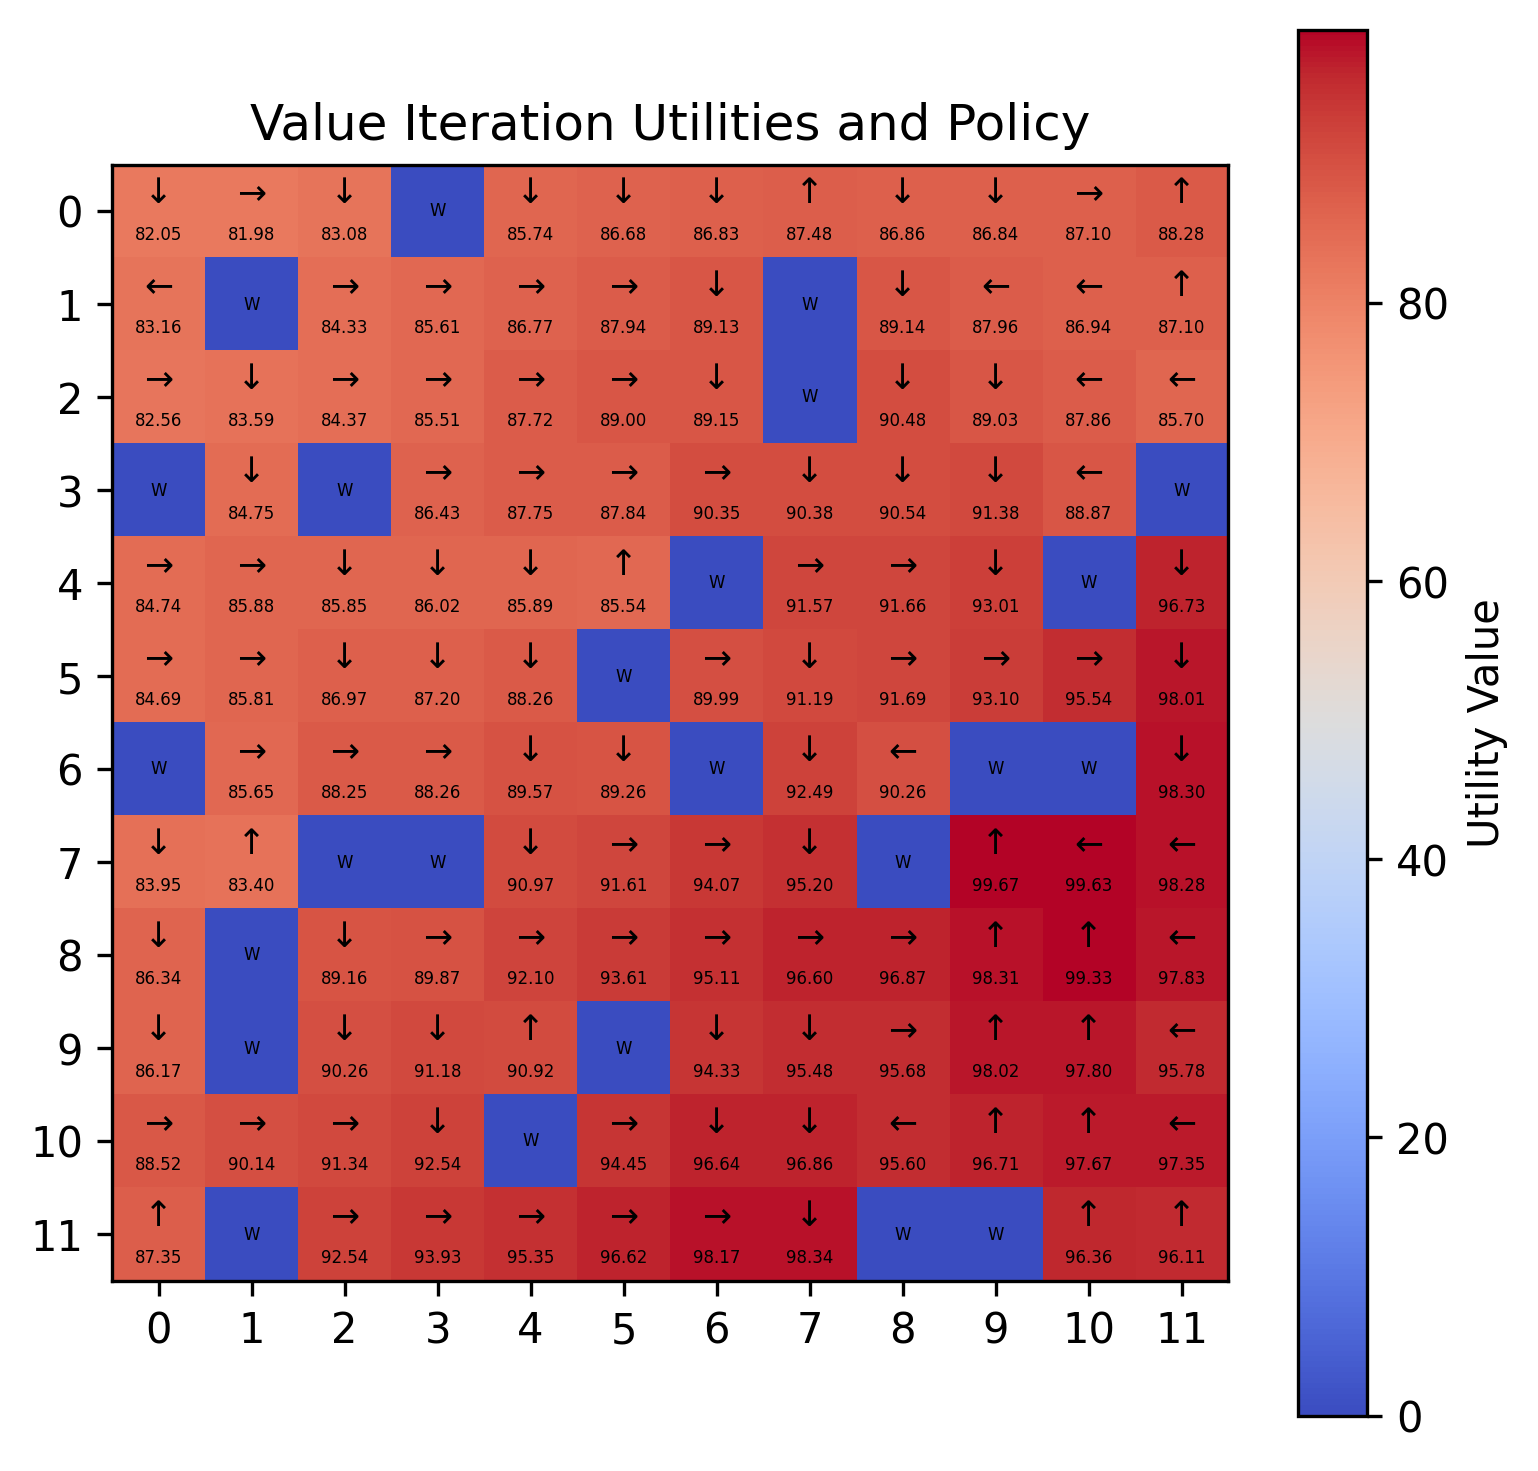 Value Iteration Utilities and Policy
↓ → ↓ W ↓ ↓ ↓ ↑ ↓ ↓ → ↑
0 82.05 81.98 83.08 85.74 86.68 86.83 87.48 86.86 86.84 87.10 88.28
← W → → → → ↓ W ↓ ← ← ↑
1 83.16 84.33 85.61 86.77 87.94 89.13 89.14 87.96 86.94 87.10
→ ↓ → → → → ↓ W ↓ ↓ ← ←
2 82.56 83.59 84.37 85.51 87.72 89.00 89.15 90.48 89.03 87.86 85.70
W ↓ W → → → → ↓ ↓ ↓ ← W
3 84.75 86.43 87.75 87.84 90.35 90.38 90.54 91.38 88.87
→ → ↓ ↓ ↓ ↑ W → → ↓ W ↓
4 84.74 85.88 85.85 86.02 85.89 85.54 91.57 91.66 93.01 96.73
→ → ↓ ↓ ↓ W → ↓ → → → ↓
5 84.69 85.81 86.97 87.20 88.26 89.99 91.19 91.69 93.10 95.54 98.01
W → → → ↓ ↓ W ↓ ← W W ↓
6 85.65 88.25 88.26 89.57 89.26 92.49 90.26 98.30
↓ ↑ W W ↓ → → ↓ W ↑ ← ←
7 83.95 83.40 90.97 91.61 94.07 95.20 99.67 99.63 98.28
↓ W ↓ → → → → → → ↑ ↑ ←
8 86.34 89.16 89.87 92.10 93.61 95.11 96.60 96.87 98.31 99.33 97.83
↓ W ↓ ↓ ↑ W ↓ ↓ → ↑ ↑ ←
9 86.17 90.26 91.18 90.92 94.33 95.48 95.68 98.02 97.80 95.78
→ → → ↓ W → ↓ ↓ ← ↑ ↑ ←
10 88.52 90.14 91.34 92.54 94.45 96.64 96.86 95.60 96.71 97.67 97.35
↑ W → → → → → ↓ W W ↑ ↑
11 87.35 92.54 93.93 95.35 96.62 98.17 98.34 96.36 96.11
0 1 2 3 4 5 6 7 8 9 10 11
80
60
40
20
0
Utility Value